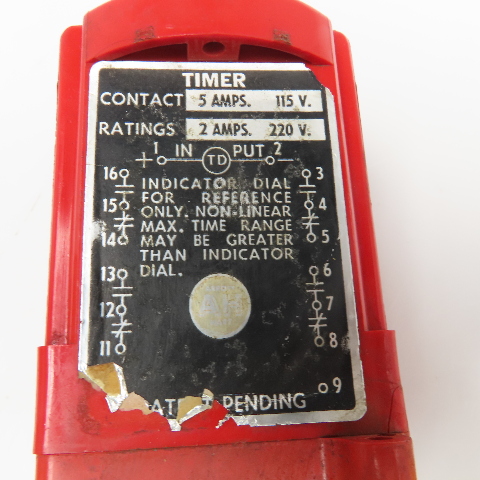 TIMER
CONTACT 5 AMPS. 115 V.
RATINGS 2 AMPS. 220 V.
1 IN PUT 2
+ TD -
16 3
INDICATOR DIAL
FOR REFERENCE
15 4
ONLY. NON-LINEAR
MAX. TIME RANGE
14 5
MAY BE GREATER
THAN INDICATOR
DIAL.
13 6
12 7
11 8
9
PENDING